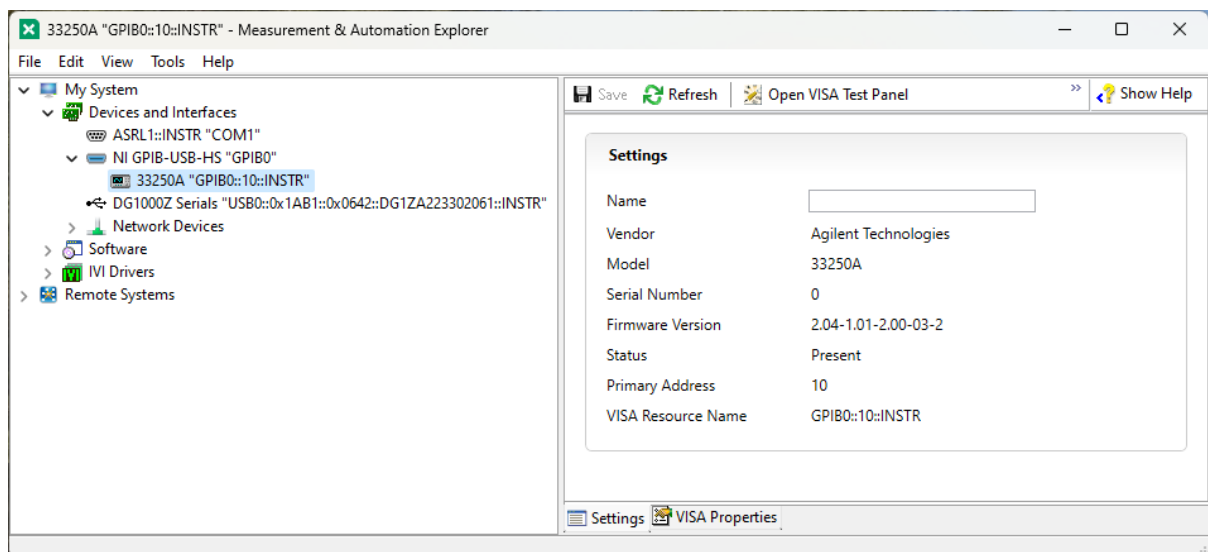 33250A "GPIB0::10::INSTR" - Measurement & Automation Explorer
File Edit View Tools Help
My System
Devices and Interfaces
ASRL1::INSTR "COM1"
NI GPIB-USB-HS "GPIB0"
33250A "GPIB0::10::INSTR"
DG1000Z Serials "USB0::0x1AB1::0x0642::DG1ZA223302061::INSTR"
Network Devices
Software
IVI Drivers
Remote Systems
Save Refresh Open VISA Test Panel » Show Help
Settings
Name
Vendor Agilent Technologies
Model 33250A
Serial Number 0
Firmware Version 2.04-1.01-2.00-03-2
Status Present
Primary Address 10
VISA Resource Name GPIB0::10::INSTR
Settings VISA Properties